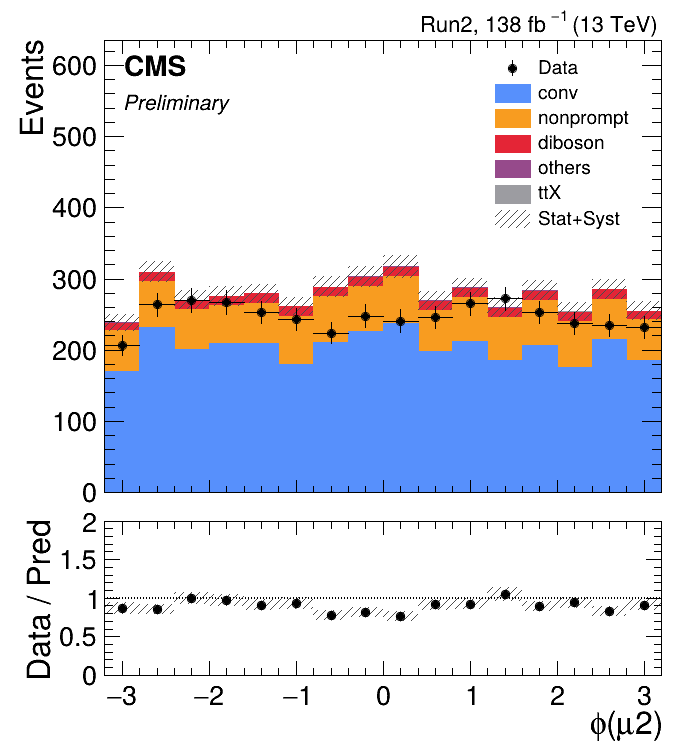 Run2, 138 fb⁻¹ (13 TeV)
CMS
Preliminary
Events
600
500
400
300
200
100
0
Data
conv
nonprompt
diboson
others
ttX
Stat+Syst
Data / Pred
2
1.5
1
0.5
0
−3 −2 −1 0 1 2 3
ϕ(μ2)